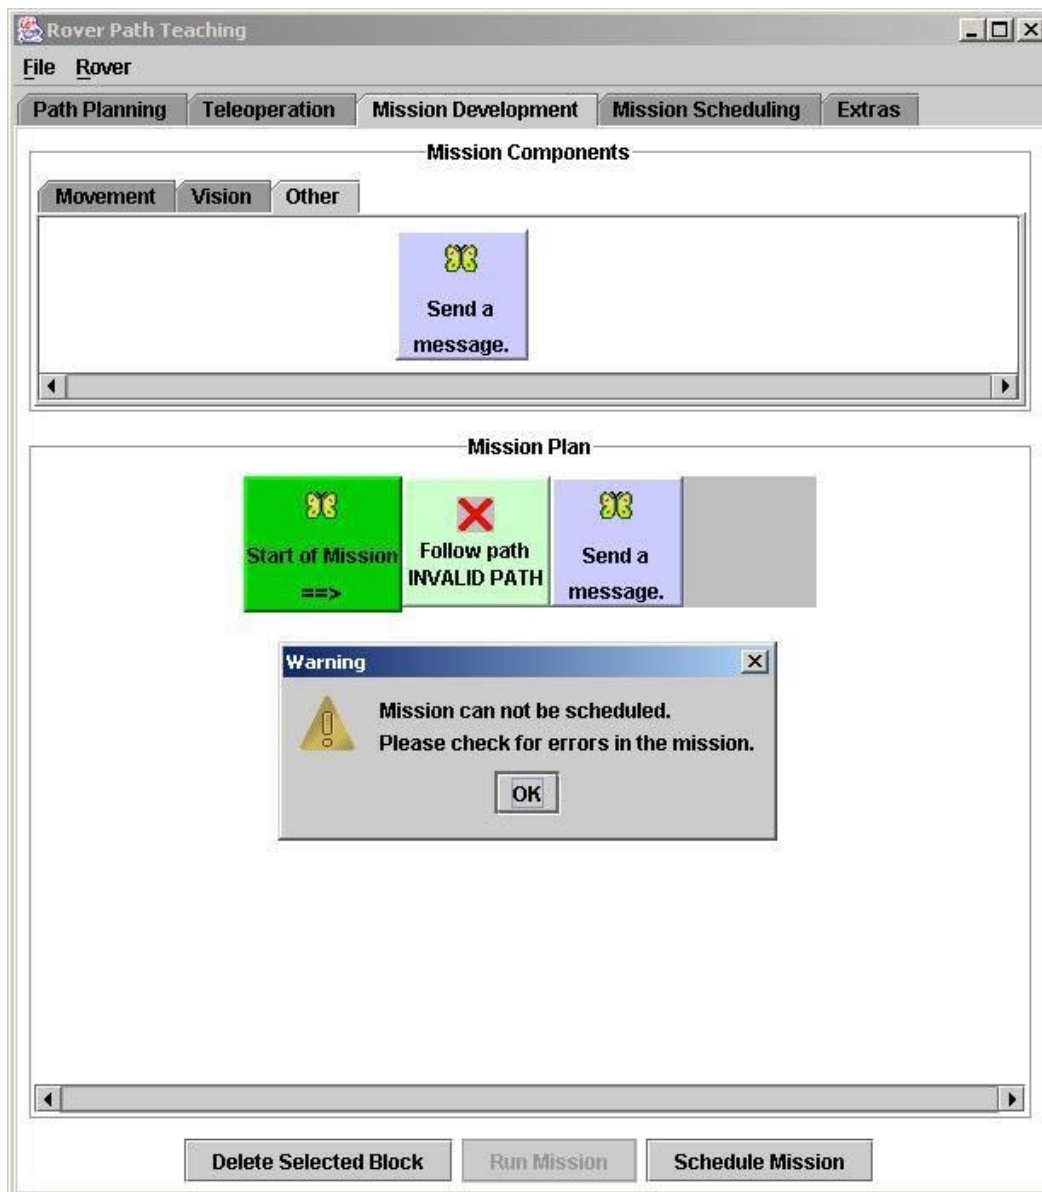 Rover Path Teaching
File Rover
Path Planning Teleoperation Mission Development Mission Scheduling Extras
Mission Components
Movement Vision Other
Send a
message.
Mission Plan
Start of Mission
==>
Follow path
INVALID PATH
Send a
message.
Warning
Mission can not be scheduled.
Please check for errors in the mission.
OK
Delete Selected Block Run Mission Schedule Mission